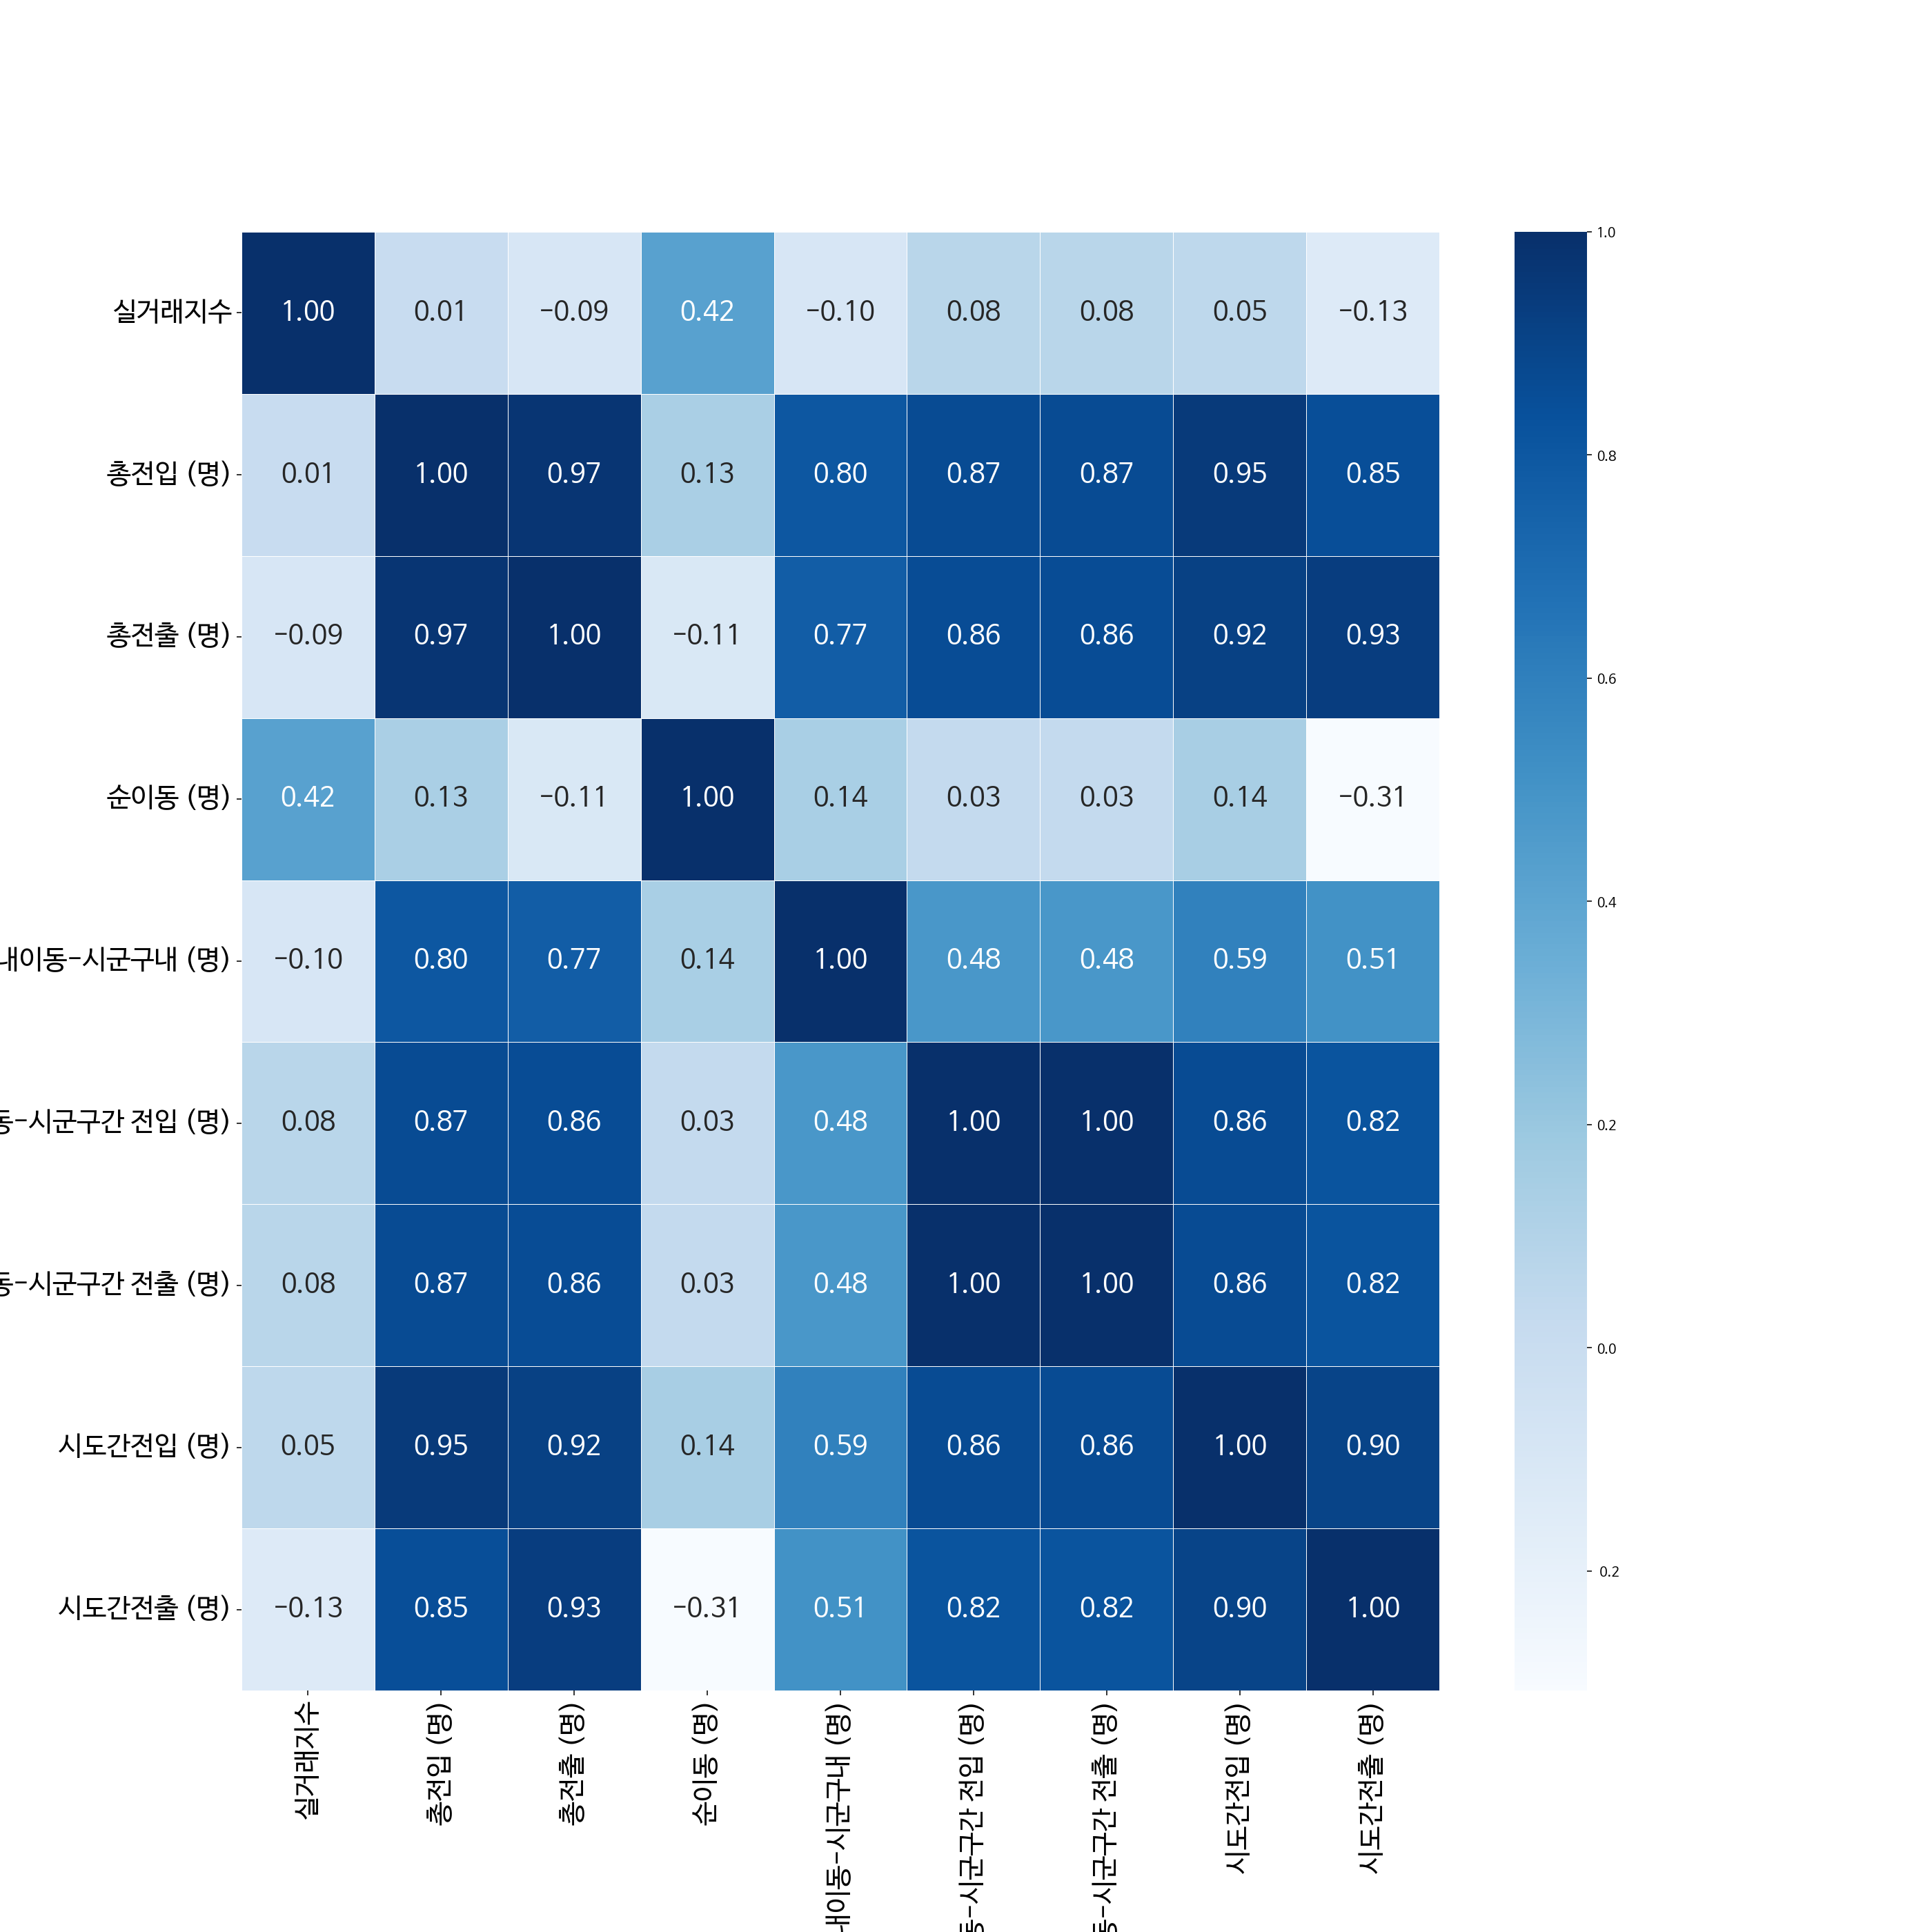 실거래지수 1.00 0.01 −0.09 0.42 −0.10 0.08 0.08 0.05 −0.13
총전입 (명) 0.01 1.00 0.97 0.13 0.80 0.87 0.87 0.95 0.85
총전출 (명) −0.09 0.97 1.00 −0.11 0.77 0.86 0.86 0.92 0.93
순이동 (명) 0.42 0.13 −0.11 1.00 0.14 0.03 0.03 0.14 −0.31
내이동-시군구내 (명) −0.10 0.80 0.77 0.14 1.00 0.48 0.48 0.59 0.51
동-시군구간 전입 (명) 0.08 0.87 0.86 0.03 0.48 1.00 1.00 0.86 0.82
동-시군구간 전출 (명) 0.08 0.87 0.86 0.03 0.48 1.00 1.00 0.86 0.82
시도간전입 (명) 0.05 0.95 0.92 0.14 0.59 0.86 0.86 1.00 0.90
시도간전출 (명) −0.13 0.85 0.93 −0.31 0.51 0.82 0.82 0.90 1.00
실거래지수
총전입 (명)
총전출 (명)
순이동 (명)
내이동-시군구내 (명)
동-시군구간 전입 (명)
동-시군구간 전출 (명)
시도간전입 (명)
시도간전출 (명)
1.0
0.8
0.6
0.4
0.2
0.0
0.2